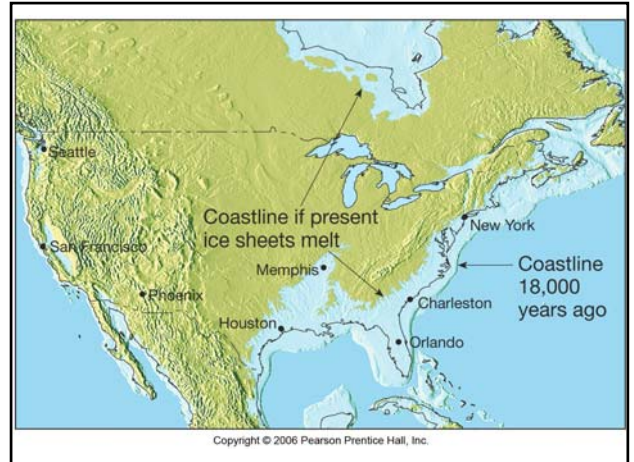 Seattle
San Francisco
Phoenix
Coastline if present
ice sheets melt
Memphis
Houston
New York
Coastline
18,000
years ago
Charleston
Orlando
Copyright © 2006 Pearson Prentice Hall, Inc.